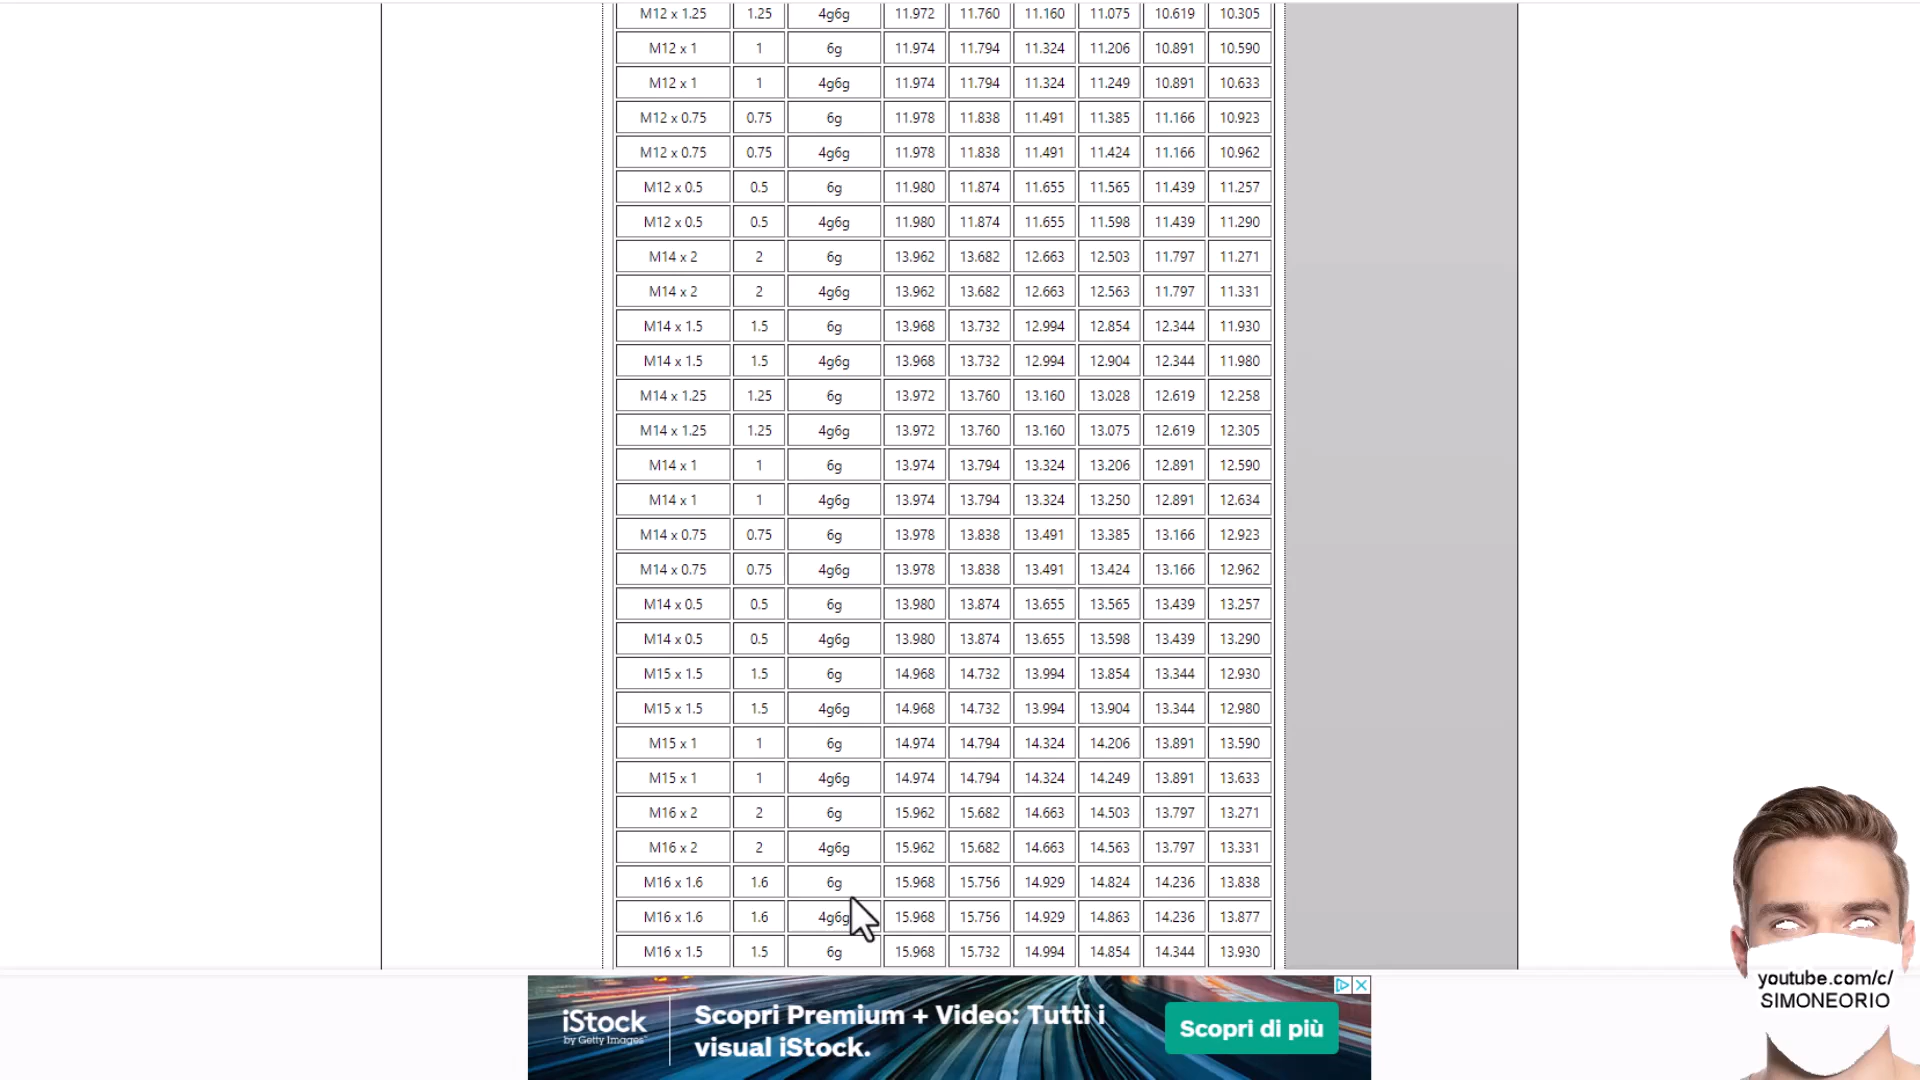 M12 x 1.25 1.25 4g6g 11.972 11.760 11.160 11.075 10.619 10.305
M12 x 1 1 6g 11.974 11.794 11.324 11.206 10.891 10.590
M12 x 1 1 4g6g 11.974 11.794 11.324 11.249 10.891 10.633
M12 x 0.75 0.75 6g 11.978 11.838 11.491 11.385 11.166 10.923
M12 x 0.75 0.75 4g6g 11.978 11.838 11.491 11.424 11.166 10.962
M12 x 0.5 0.5 6g 11.980 11.874 11.655 11.565 11.439 11.257
M12 x 0.5 0.5 4g6g 11.980 11.874 11.655 11.598 11.439 11.290
M14 x 2 2 6g 13.962 13.682 12.663 12.503 11.797 11.271
M14 x 2 2 4g6g 13.962 13.682 12.663 12.563 11.797 11.331
M14 x 1.5 1.5 6g 13.968 13.732 12.994 12.854 12.344 11.930
M14 x 1.5 1.5 4g6g 13.968 13.732 12.994 12.904 12.344 11.980
M14 x 1.25 1.25 6g 13.972 13.760 13.160 13.028 12.619 12.258
M14 x 1.25 1.25 4g6g 13.972 13.760 13.160 13.075 12.619 12.305
M14 x 1 1 6g 13.974 13.794 13.324 13.206 12.891 12.590
M14 x 1 1 4g6g 13.974 13.794 13.324 13.250 12.891 12.634
M14 x 0.75 0.75 6g 13.978 13.838 13.491 13.385 13.166 12.923
M14 x 0.75 0.75 4g6g 13.978 13.838 13.491 13.424 13.166 12.962
M14 x 0.5 0.5 6g 13.980 13.874 13.655 13.565 13.439 13.257
M14 x 0.5 0.5 4g6g 13.980 13.874 13.655 13.598 13.439 13.290
M15 x 1.5 1.5 6g 14.968 14.732 13.994 13.854 13.344 12.930
M15 x 1.5 1.5 4g6g 14.968 14.732 13.994 13.904 13.344 12.980
M15 x 1 1 6g 14.974 14.794 14.324 14.206 13.891 13.590
M15 x 1 1 4g6g 14.974 14.794 14.324 14.249 13.891 13.633
M16 x 2 2 6g 15.962 15.682 14.663 14.503 13.797 13.271
M16 x 2 2 4g6g 15.962 15.682 14.663 14.563 13.797 13.331
M16 x 1.6 1.6 6g 15.968 15.756 14.929 14.824 14.236 13.838
M16 x 1.6 1.6 4g6g 15.968 15.756 14.929 14.863 14.236 13.877
M16 x 1.5 1.5 6g 15.968 15.732 14.994 14.854 14.344 13.930
iStock
by Getty Images
Scopri Premium + Video: Tutti i
visual iStock.
Scopri di più
youtube.com/c/
SIMONEORIO